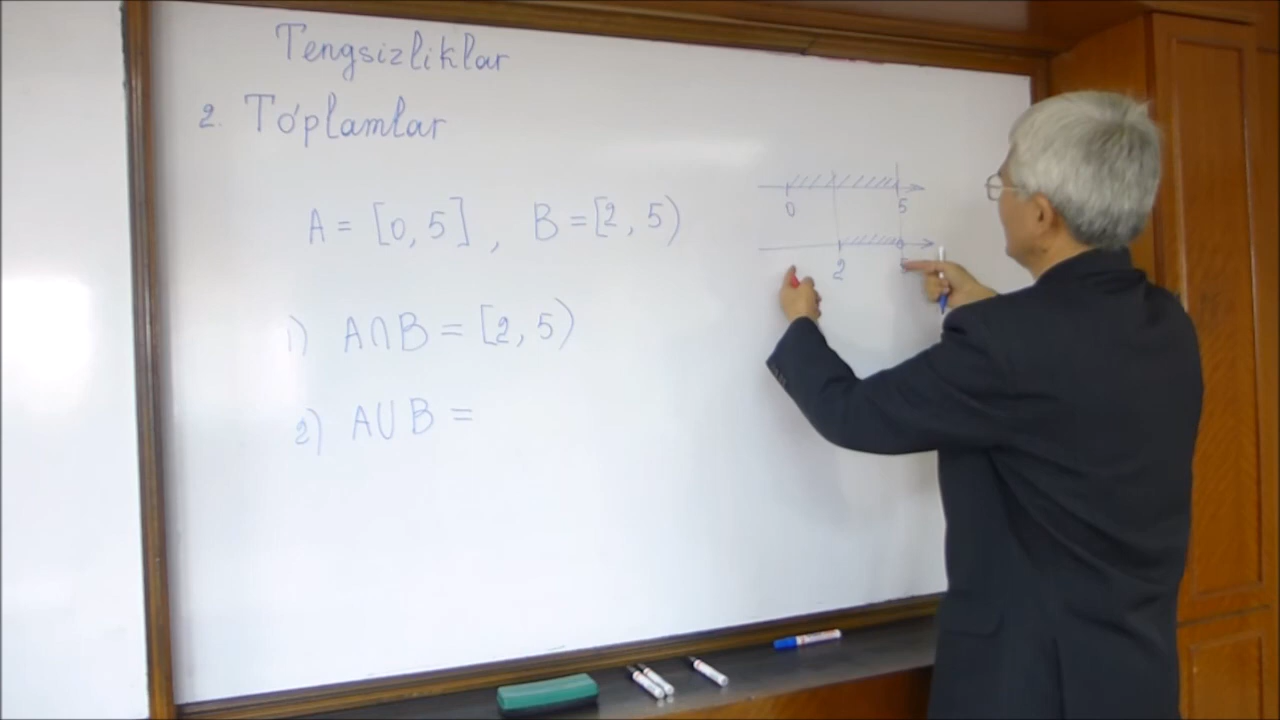 Tengsizliklar
2. To'plamlar
A = [0, 5], B = [2, 5)
1) A∩B = [2, 5)
2) A∪B =
0 5
2